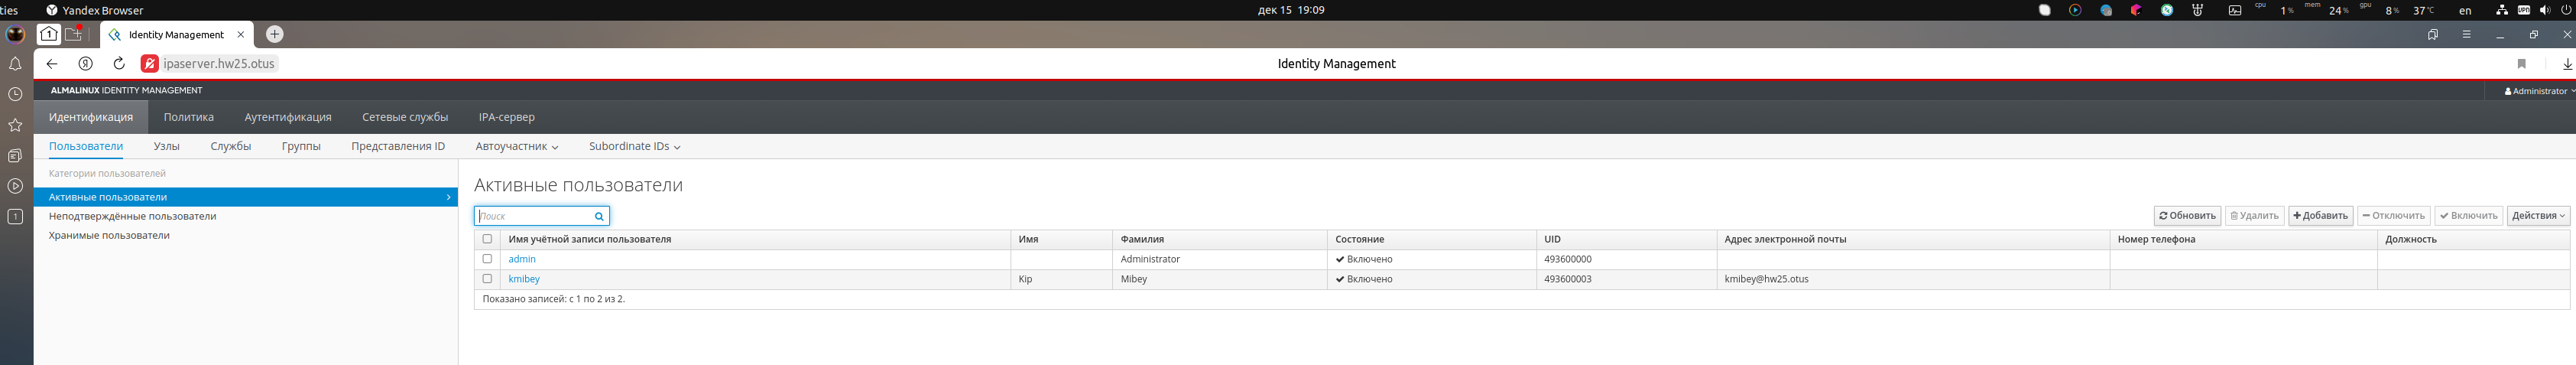 ties Yandex Browser дек 15 19:09 cpu 1 % mem 24 % gpu 8 % 37 °C en VPN
1 Identity Management
ipaserver.hw25.otus Identity Management
ALMALINUX IDENTITY MANAGEMENT Administrator
Идентификация Политика Аутентификация Сетевые службы IPA-сервер
Пользователи Узлы Службы Группы Представления ID Автоучастник Subordinate IDs
Категории пользователей
Активные пользователи
Неподтверждённые пользователи
Хранимые пользователи
1
Активные пользователи
Поиск Обновить Удалить Добавить Отключить Включить Действия
Имя учётной записи пользователя Имя Фамилия Состояние UID Адрес электронной почты Номер телефона Должность
admin Administrator Включено 493600000
kmibey Kip Mibey Включено 493600003 kmibey@hw25.otus
Показано записей: с 1 по 2 из 2.